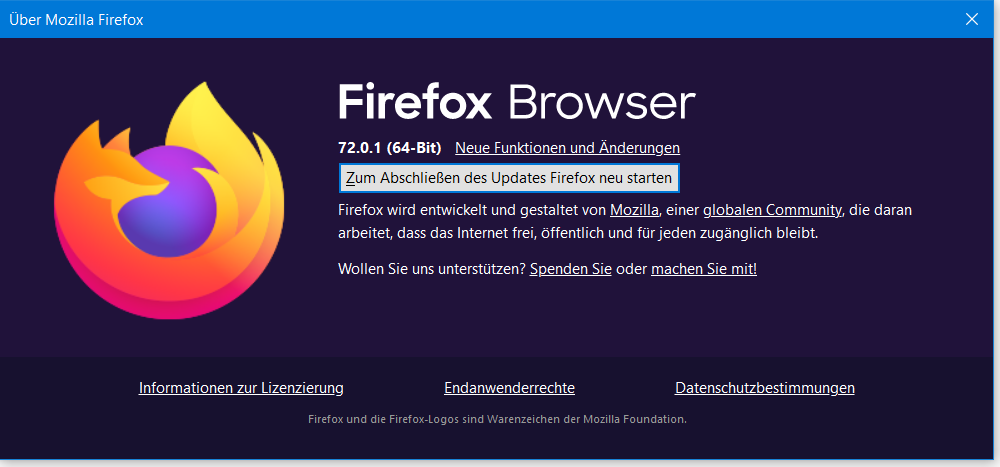 Über Mozilla Firefox
Firefox Browser
72.0.1 (64-Bit) Neue Funktionen und Änderungen
Zum Abschließen des Updates Firefox neu starten
Firefox wird entwickelt und gestaltet von Mozilla, einer globalen Community, die daran
arbeitet, dass das Internet frei, öffentlich und für jeden zugänglich bleibt.
Wollen Sie uns unterstützen? Spenden Sie oder machen Sie mit!
Informationen zur Lizenzierung Endanwenderrechte Datenschutzbestimmungen
Firefox und die Firefox-Logos sind Warenzeichen der Mozilla Foundation.